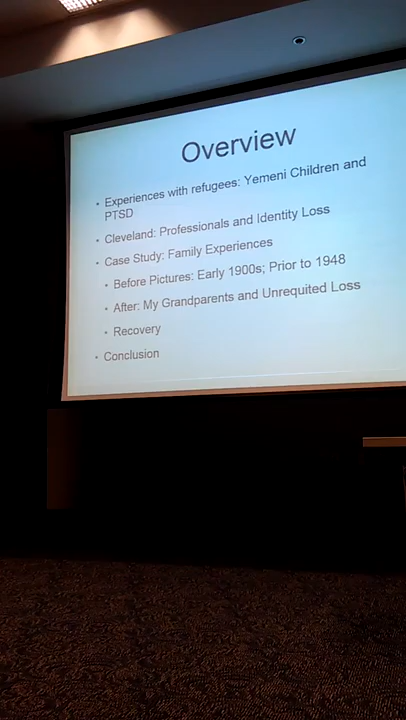 Overview
• Experiences with refugees: Yemeni Children and
PTSD
• Cleveland: Professionals and Identity Loss
• Case Study: Family Experiences
• Before Pictures: Early 1900s; Prior to 1948
• After: My Grandparents and Unrequited Loss
• Recovery
• Conclusion